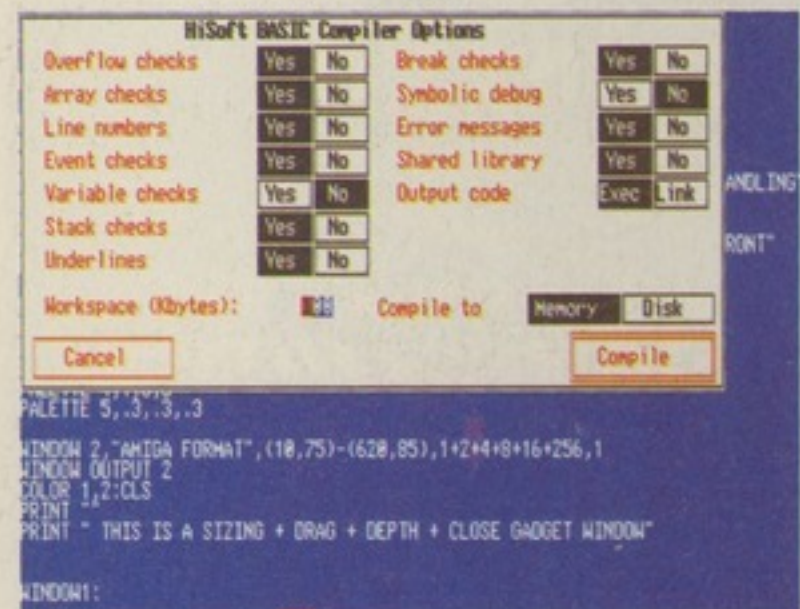 HiSoft BASIC Compiler Options
Overflow checks Yes No Break checks Yes No
Array checks Yes No Symbolic debug Yes No
Line numbers Yes No Error messages Yes No
Event checks Yes No Shared library Yes No
Variable checks Yes No Output code Exec Link
Stack checks Yes No
Underlines Yes No
Workspace (Kbytes): Compile to Memory Disk
Cancel Compile
ANDLING"
RONT"
PALETTE 5,.3,.3,.3
WINDOW 2,"AMIGA FORMAT",(10,75)-(620,85),1+2+4+8+16+256,1
WINDOW OUTPUT 2
COLOR 1,2:CLS
PRINT ""
PRINT " THIS IS A SIZING + DRAG + DEPTH + CLOSE GADGET WINDOW"
WINDOW1: